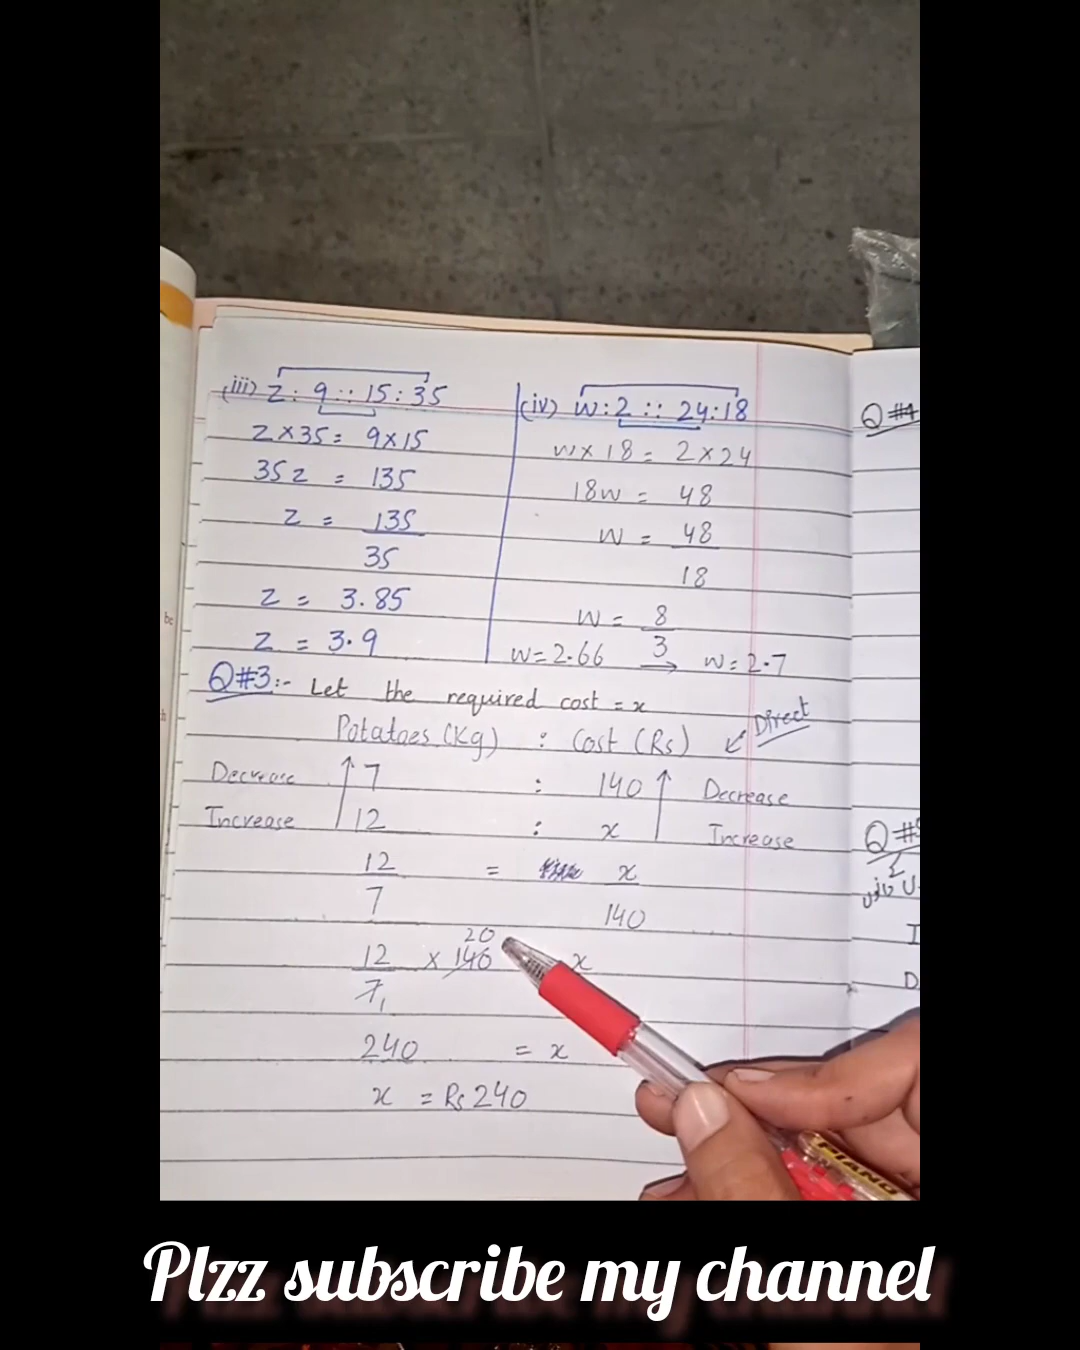 (iii) Z : 9 :: 15 : 35
Z × 35 = 9 × 15
35z = 135
z = 135
35
z = 3.85
z = 3.9
(iv) w : 2 :: 24 : 18
w × 18 = 2 × 24
18w = 48
w = 48
18
w = 8
3
w = 2.66 → w = 2.7
Q#3:- Let the required cost = x
Potatoes (Kg) : Cost (Rs) ↙ Direct
Decrease ↑ 7 : 140 ↑ Decrease
Increase 12 : x Increase
12 = x
7 140
20
12 × 140 x
7 1
240 = x
x = Rs 240
Q #4
Q #5
I
D
PIANO
Plzz subscribe my channel